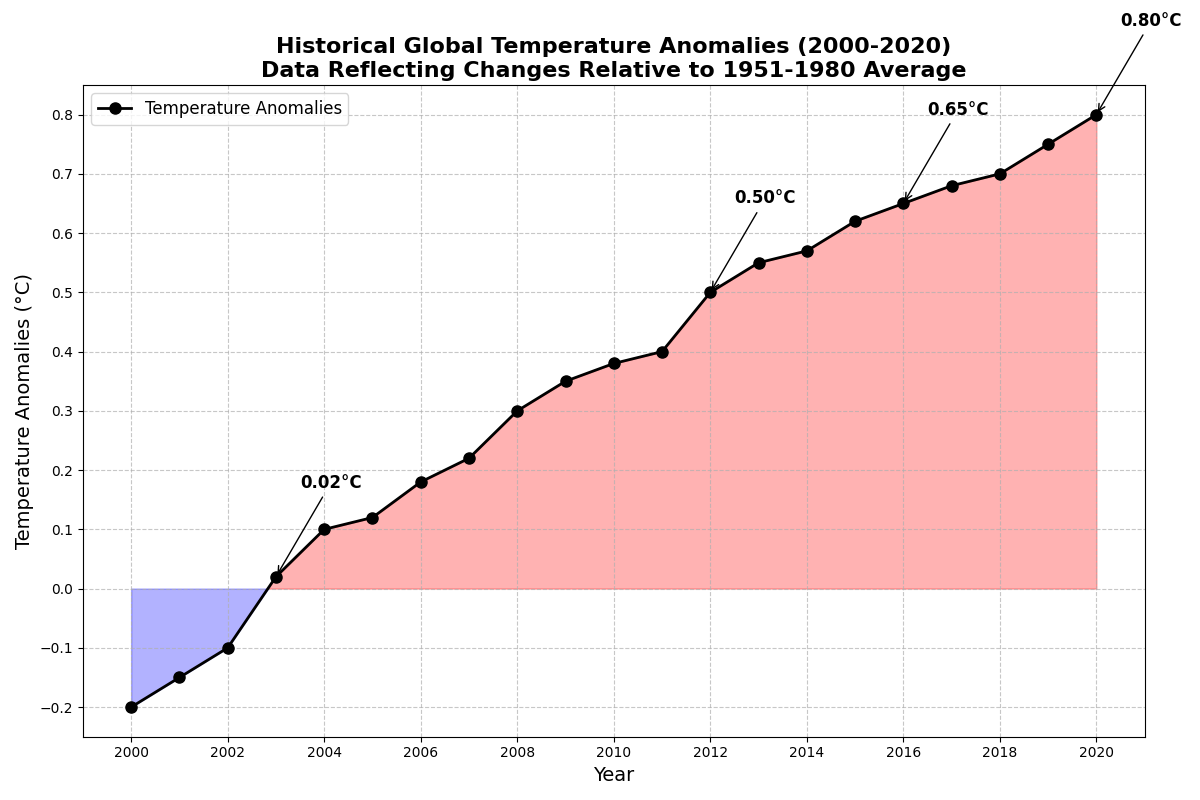 0.80°C
Historical Global Temperature Anomalies (2000-2020)
Data Reflecting Changes Relative to 1951-1980 Average
Temperature Anomalies
0.65°C
0.50°C
0.02°C
Temperature Anomalies (°C)
0.8
0.7
0.6
0.5
0.4
0.3
0.2
0.1
0.0
−0.1
−0.2
2000 2002 2004 2006 2008 2010 2012 2014 2016 2018 2020
Year